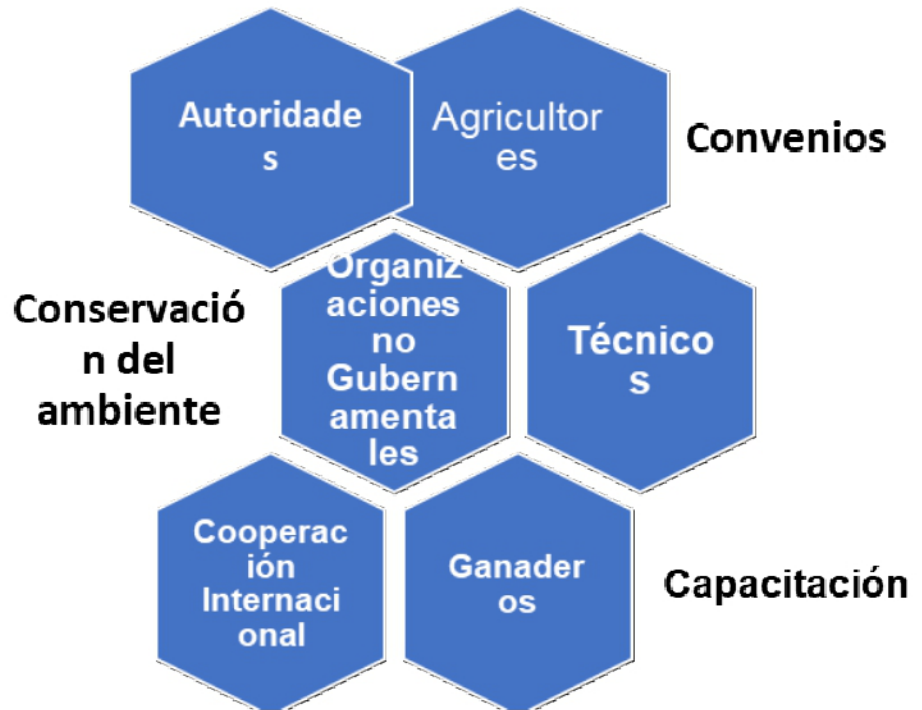 Autoridade
s
Agricultor
es
Convenios
Conservació
n del
ambiente
Organiz
aciones
no
Gubern
amenta
les
Técnico
s
Cooperac
ión
Internaci
onal
Ganader
os
Capacitación